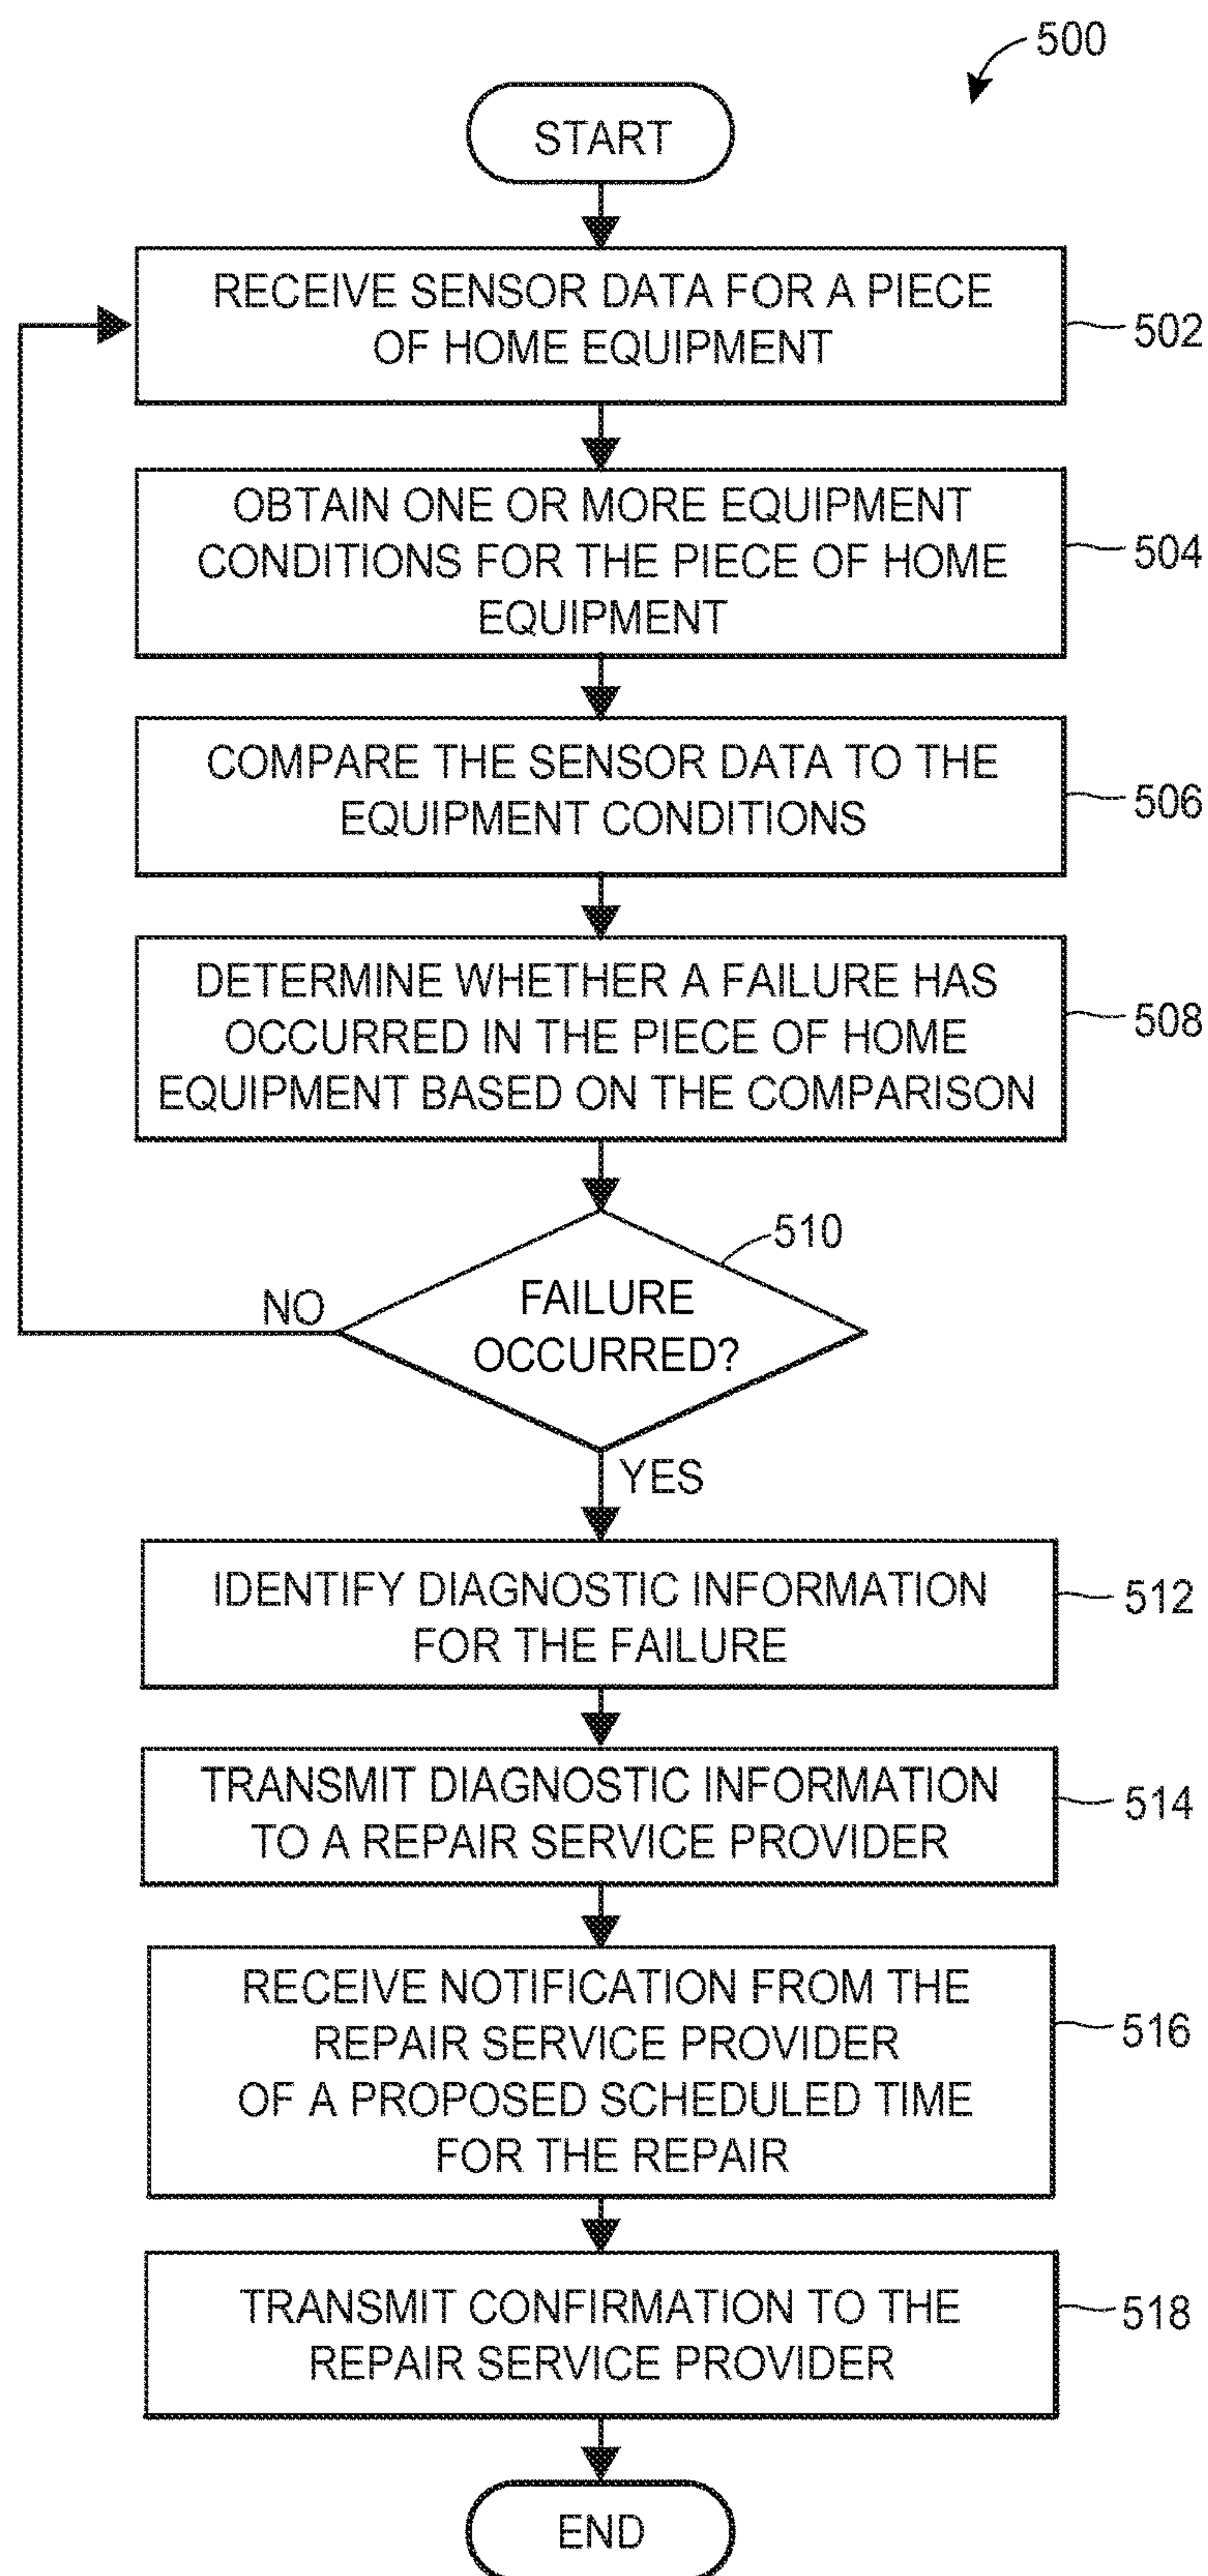 500
START
RECEIVE SENSOR DATA FOR A PIECE
OF HOME EQUIPMENT
502
OBTAIN ONE OR MORE EQUIPMENT
CONDITIONS FOR THE PIECE OF HOME
EQUIPMENT
504
COMPARE THE SENSOR DATA TO THE
EQUIPMENT CONDITIONS
506
DETERMINE WHETHER A FAILURE HAS
OCCURRED IN THE PIECE OF HOME
EQUIPMENT BASED ON THE COMPARISON
508
510
FAILURE
OCCURRED?
NO
YES
IDENTIFY DIAGNOSTIC INFORMATION
FOR THE FAILURE
512
TRANSMIT DIAGNOSTIC INFORMATION
TO A REPAIR SERVICE PROVIDER
514
RECEIVE NOTIFICATION FROM THE
REPAIR SERVICE PROVIDER
OF A PROPOSED SCHEDULED TIME
FOR THE REPAIR
516
TRANSMIT CONFIRMATION TO THE
REPAIR SERVICE PROVIDER
518
END